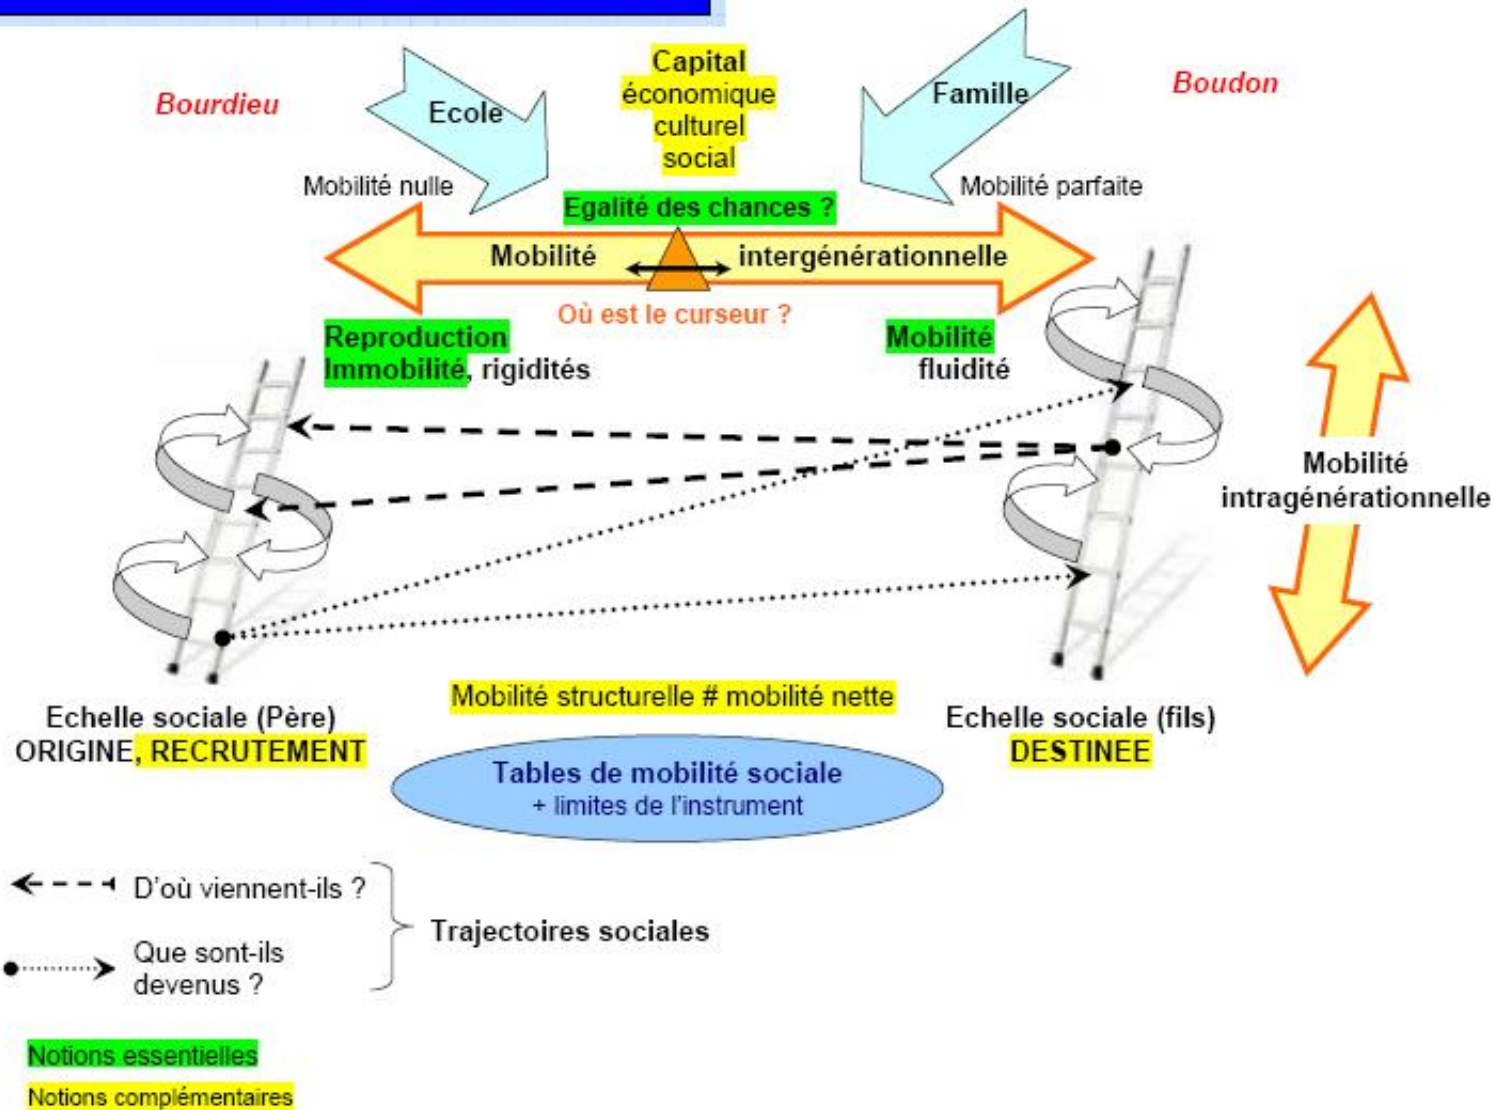 Bourdieu
Ecole
Capital
économique
culturel
social
Famille
Boudon
Mobilité nulle
Mobilité parfaite
Egalité des chances ?
Mobilité
intergénérationnelle
Où est le curseur ?
Reproduction
Immobilité, rigidités
Mobilité
fluidité
Mobilité
intragénérationnelle
Mobilité structurelle # mobilité nette
Echelle sociale (Père)
ORIGINE, RECRUTEMENT
Echelle sociale (fils)
DESTINEE
Tables de mobilité sociale
+ limites de l'instrument
D'où viennent-ils ?
Que sont-ils
devenus ?
Trajectoires sociales
Notions essentielles
Notions complémentaires